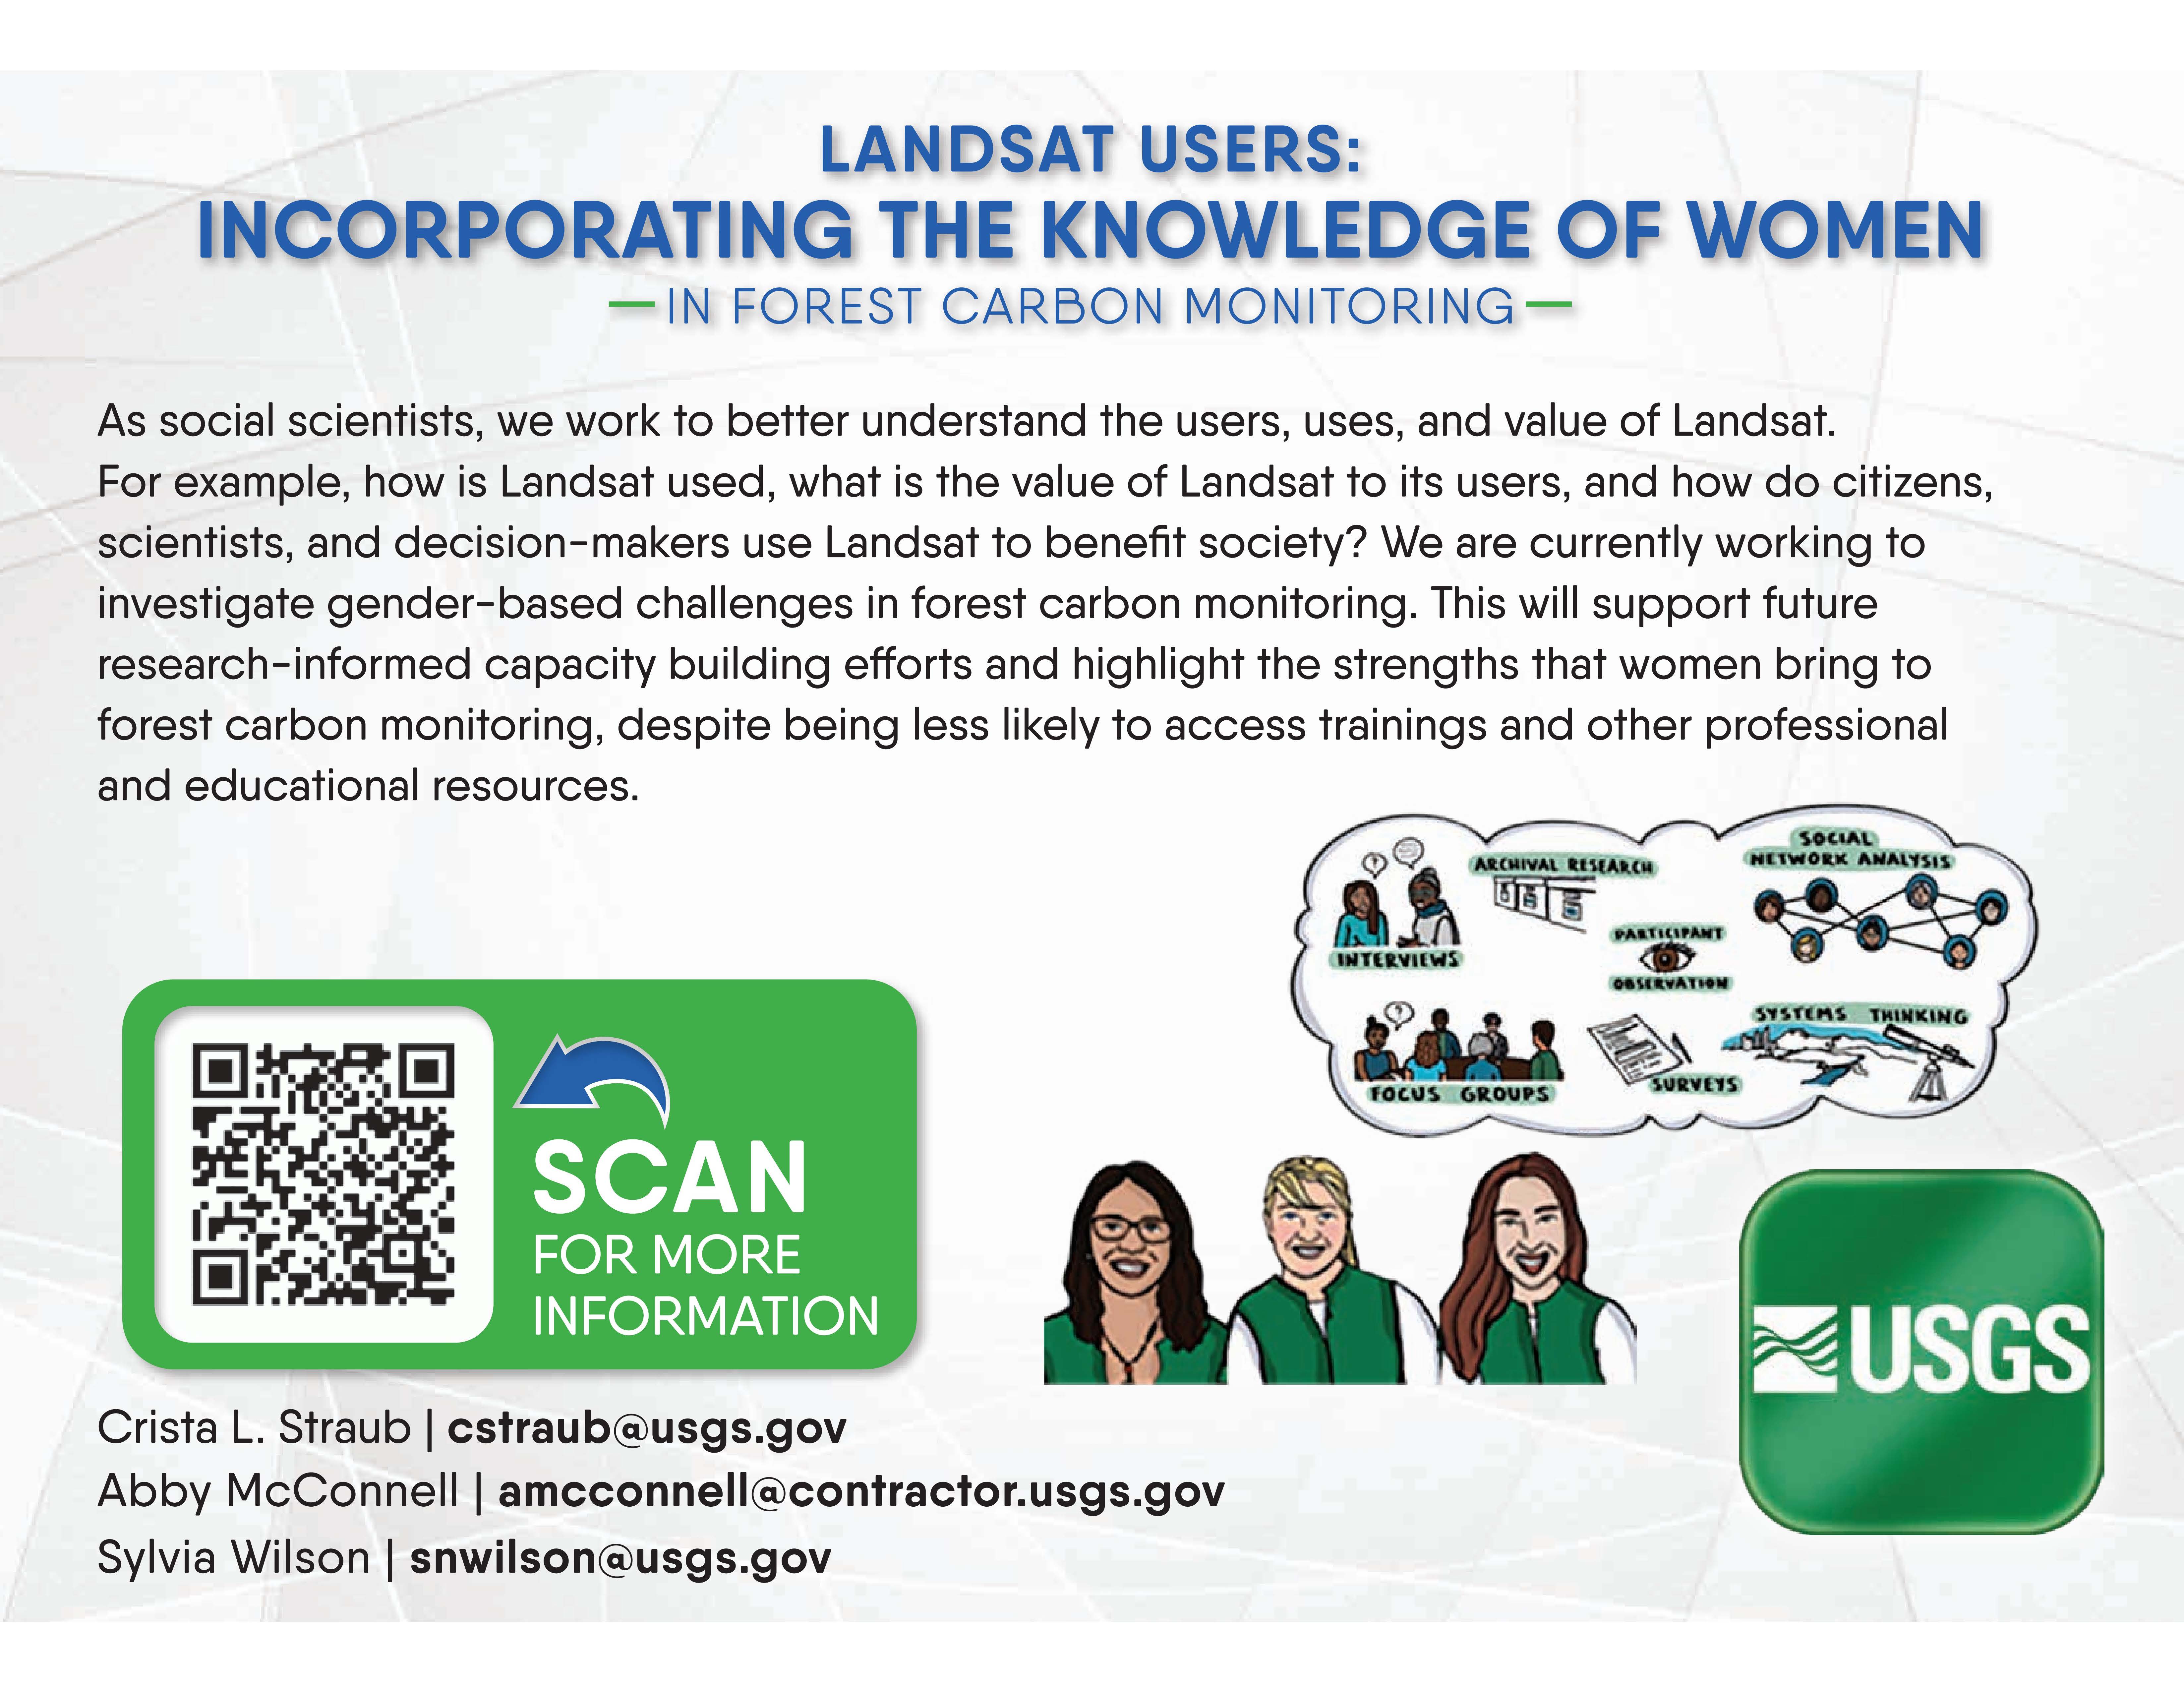 LANDSAT USERS:
INCORPORATING THE KNOWLEDGE OF WOMEN
IN FOREST CARBON MONITORING
As social scientists, we work to better understand the users, uses, and value of Landsat.
For example, how is Landsat used, what is the value of Landsat to its users, and how do citizens,
scientists, and decision-makers use Landsat to benefit society? We are currently working to
investigate gender-based challenges in forest carbon monitoring. This will support future
research-informed capacity building efforts and highlight the strengths that women bring to
forest carbon monitoring, despite being less likely to access trainings and other professional
and educational resources.
INTERVIEWS
ARCHIVAL RESEARCH
PARTICIPANT
OBSERVATION
SOCIAL
NETWORK ANALYSIS
FOCUS GROUPS
SURVEYS
SYSTEMS THINKING
SCAN
FOR MORE
INFORMATION
USGS
Crista L. Straub | cstraub@usgs.gov
Abby McConnell | amcconnell@contractor.usgs.gov
Sylvia Wilson | snwilson@usgs.gov